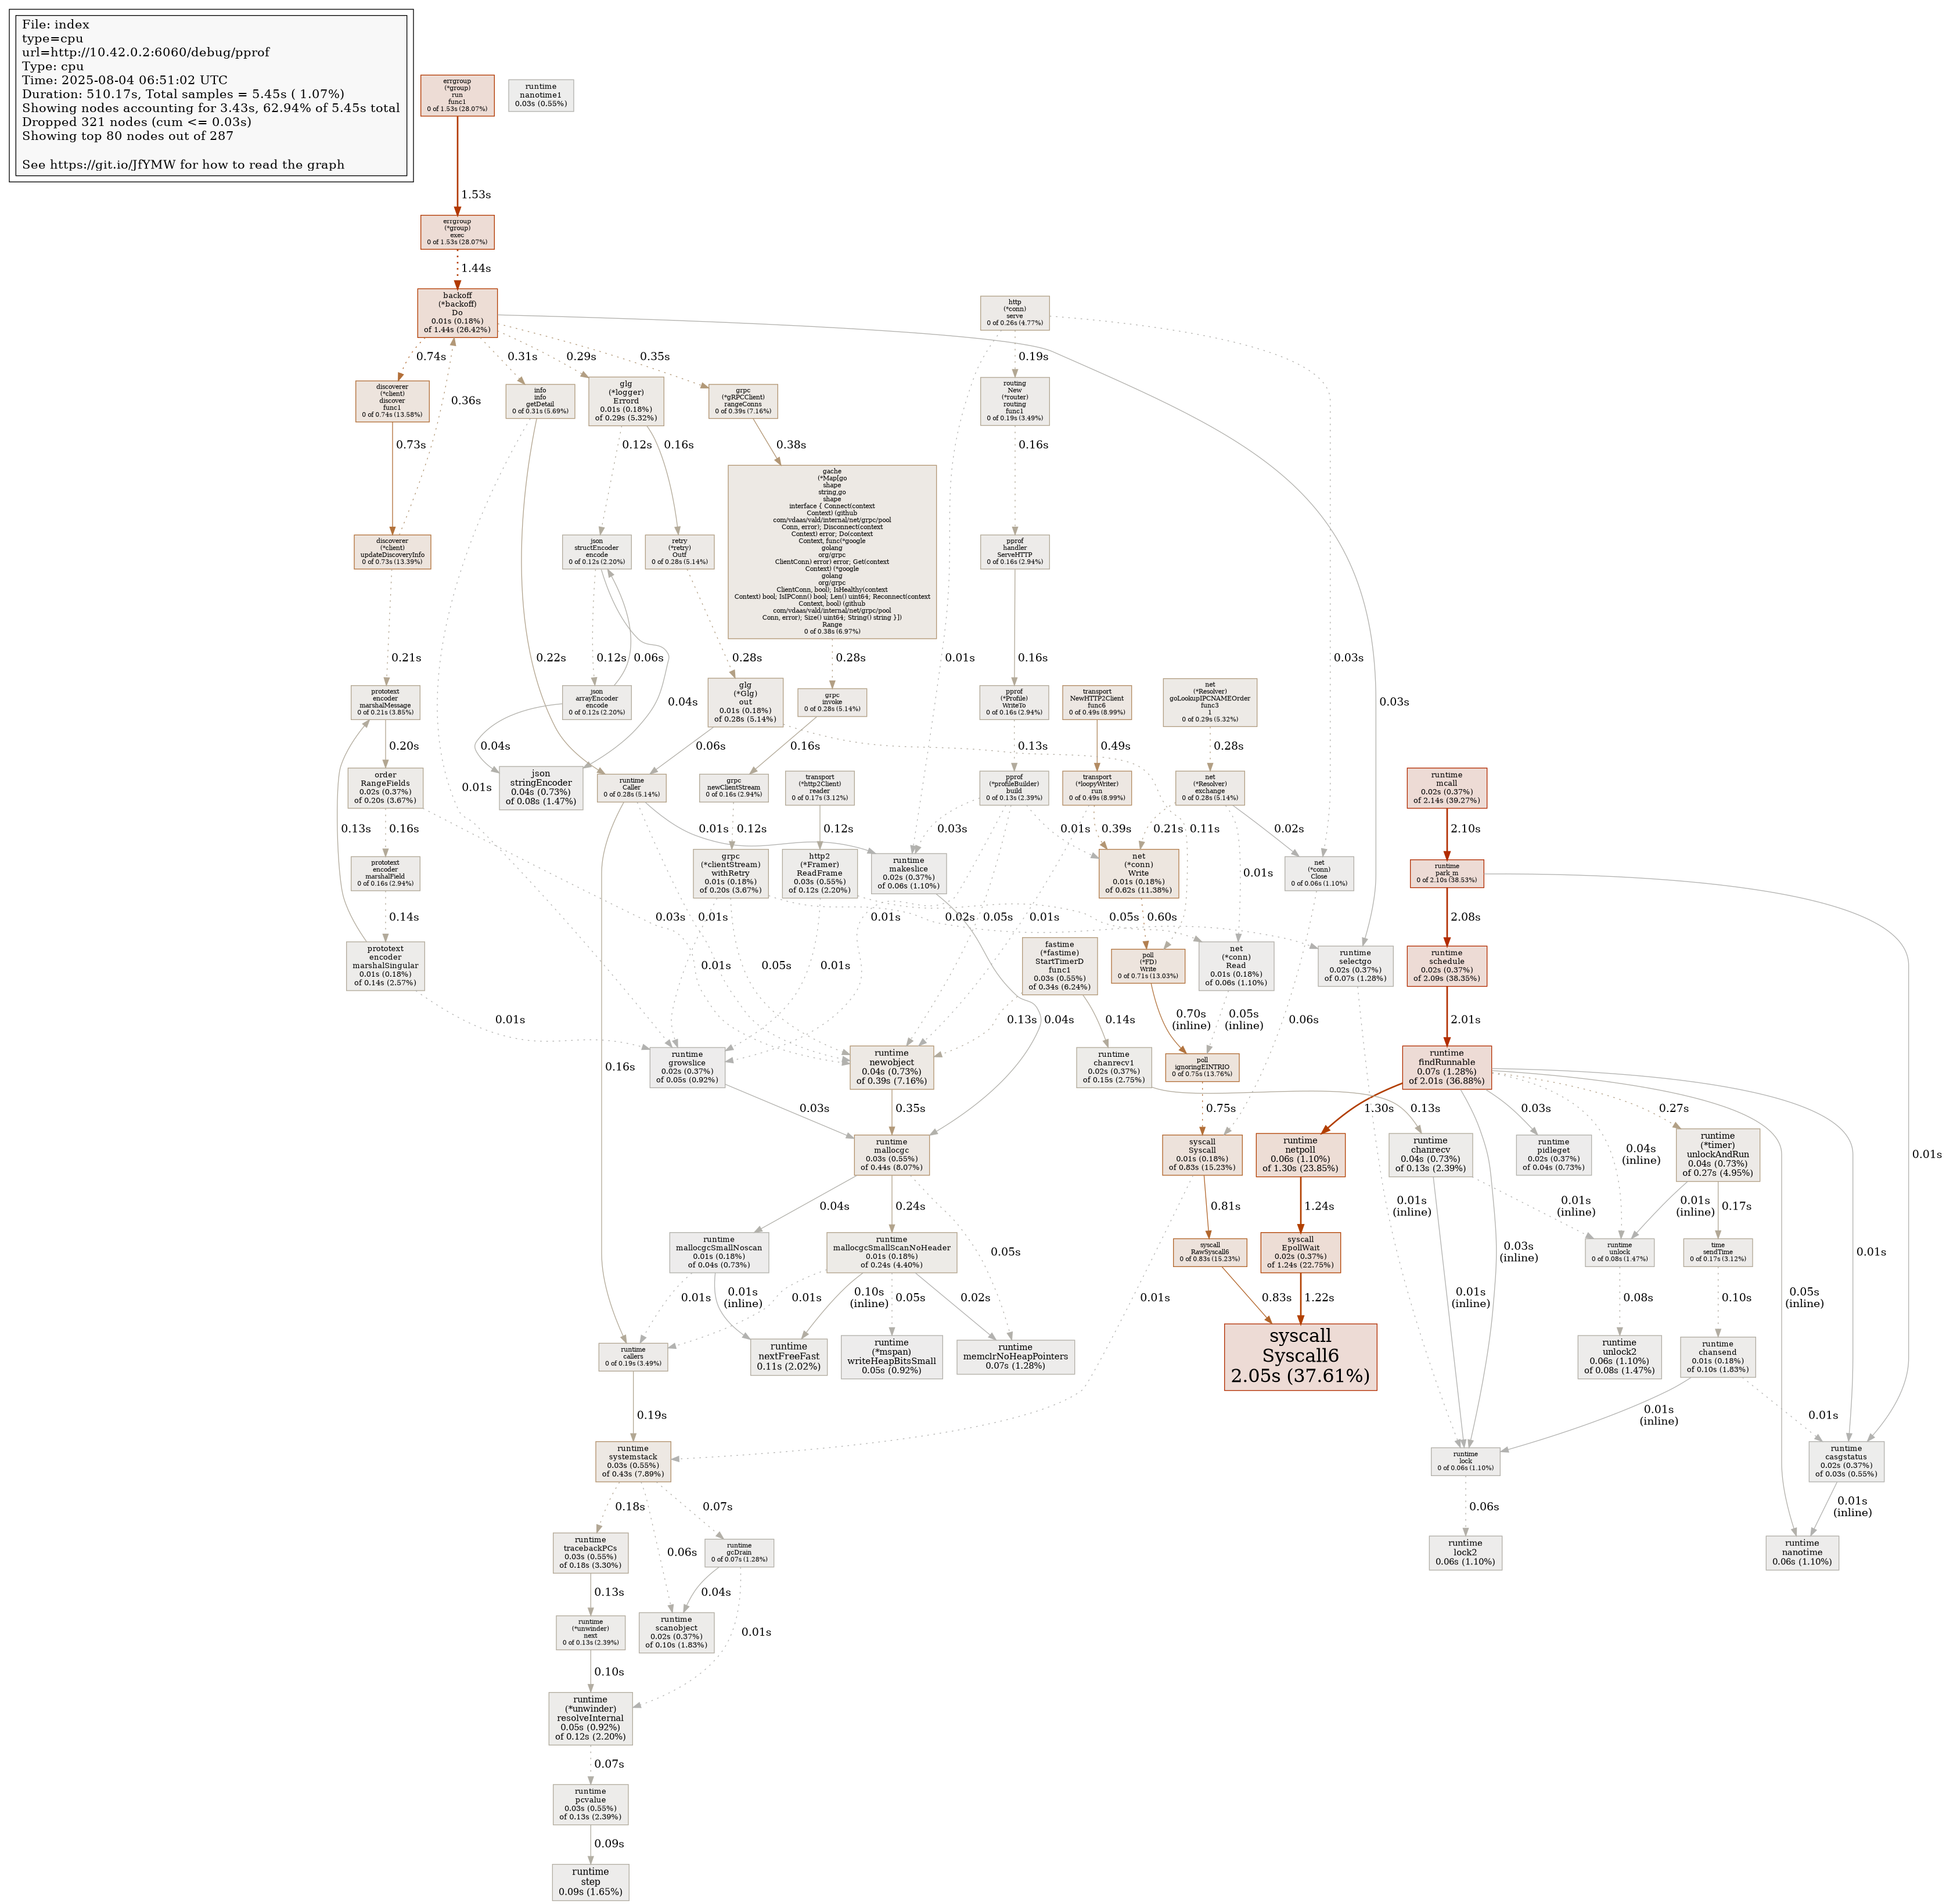 File: index
type=cpu
url=http://10.42.0.2:6060/debug/pprof
Type: cpu
Time: 2025-08-04 06:51:02 UTC
Duration: 510.17s, Total samples = 5.45s ( 1.07%)
Showing nodes accounting for 3.43s, 62.94% of 5.45s total
Dropped 321 nodes (cum <= 0.03s)
Showing top 80 nodes out of 287
See https://git.io/JfYMW for how to read the graph
errgroup
(*group)
run
func1
0 of 1.53s (28.07%)
runtime
nanotime1
0.03s (0.55%)
1.53s
errgroup
(*group)
exec
0 of 1.53s (28.07%)
1.44s
backoff
(*backoff)
Do
0.01s (0.18%)
of 1.44s (26.42%)
http
(*conn)
serve
0 of 0.26s (4.77%)
0.74s
0.31s
0.29s
0.35s
0.19s
discoverer
(*client)
discover
func1
0 of 0.74s (13.58%)
0.36s
info
info
getDetail
0 of 0.31s (5.69%)
glg
(*logger)
Errord
0.01s (0.18%)
of 0.29s (5.32%)
grpc
(*gRPCClient)
rangeConns
0 of 0.39s (7.16%)
routing
New
(*router)
routing
func1
0 of 0.19s (3.49%)
0.73s
0.12s
0.16s
0.38s
0.16s
discoverer
(*client)
updateDiscoveryInfo
0 of 0.73s (13.39%)
json
structEncoder
encode
0 of 0.12s (2.20%)
retry
(*retry)
Outf
0 of 0.28s (5.14%)
gache
(*Map[go
shape
string,go
shape
interface { Connect(context
Context) (github
com/vdaas/vald/internal/net/grpc/pool
Conn, error); Disconnect(context
Context) error; Do(context
Context, func(*google
golang
org/grpc
ClientConn) error) error; Get(context
Context) (*google
golang
org/grpc
ClientConn, bool); IsHealthy(context
Context) bool; IsIPConn() bool; Len() uint64; Reconnect(context
Context, bool) (github
com/vdaas/vald/internal/net/grpc/pool
Conn, error); Size() uint64; String() string }])
Range
0 of 0.38s (6.97%)
pprof
handler
ServeHTTP
0 of 0.16s (2.94%)
0.21s
0.22s
0.12s
0.06s
0.28s
0.28s
0.01s
0.16s
0.03s
prototext
encoder
marshalMessage
0 of 0.21s (3.85%)
json
arrayEncoder
encode
0 of 0.12s (2.20%)
0.04s
glg
(*Glg)
out
0.01s (0.18%)
of 0.28s (5.14%)
grpc
invoke
0 of 0.28s (5.14%)
pprof
(*Profile)
WriteTo
0 of 0.16s (2.94%)
transport
NewHTTP2Client
func6
0 of 0.49s (8.99%)
net
(*Resolver)
goLookupIPCNAMEOrder
func3
1
0 of 0.29s (5.32%)
0.03s
0.20s
0.04s
0.06s
0.16s
0.13s
0.49s
0.28s
order
RangeFields
0.02s (0.37%)
of 0.20s (3.67%)
0.01s
json
stringEncoder
0.04s (0.73%)
of 0.08s (1.47%)
runtime
Caller
0 of 0.28s (5.14%)
grpc
newClientStream
0 of 0.16s (2.94%)
transport
(*http2Client)
reader
0 of 0.17s (3.12%)
pprof
(*profileBuilder)
build
0 of 0.13s (2.39%)
transport
(*loopyWriter)
run
0 of 0.49s (8.99%)
net
(*Resolver)
exchange
0 of 0.28s (5.14%)
runtime
mcall
0.02s (0.37%)
of 2.14s (39.27%)
0.13s
0.16s
0.01s
0.12s
0.12s
0.03s
0.01s
0.39s
0.21s
0.11s
0.02s
2.10s
prototext
encoder
marshalField
0 of 0.16s (2.94%)
grpc
(*clientStream)
withRetry
0.01s (0.18%)
of 0.20s (3.67%)
http2
(*Framer)
ReadFrame
0.03s (0.55%)
of 0.12s (2.20%)
runtime
makeslice
0.02s (0.37%)
of 0.06s (1.10%)
net
(*conn)
Write
0.01s (0.18%)
of 0.62s (11.38%)
0.01s
net
(*conn)
Close
0 of 0.06s (1.10%)
runtime
park_m
0 of 2.10s (38.53%)
0.14s
0.03s
0.01s
0.01s
0.02s
0.05s
0.01s
0.05s
0.60s
2.08s
prototext
encoder
marshalSingular
0.01s (0.18%)
of 0.14s (2.57%)
0.01s
0.05s
0.01s
fastime
(*fastime)
StartTimerD
func1
0.03s (0.55%)
of 0.34s (6.24%)
poll
(*FD)
Write
0 of 0.71s (13.03%)
net
(*conn)
Read
0.01s (0.18%)
of 0.06s (1.10%)
runtime
selectgo
0.02s (0.37%)
of 0.07s (1.28%)
runtime
schedule
0.02s (0.37%)
of 2.09s (38.35%)
0.01s
0.13s
0.04s
0.14s
0.70s
(inline)
0.05s
(inline)
0.06s
2.01s
runtime
growslice
0.02s (0.37%)
of 0.05s (0.92%)
runtime
newobject
0.04s (0.73%)
of 0.39s (7.16%)
runtime
chanrecv1
0.02s (0.37%)
of 0.15s (2.75%)
poll
ignoringEINTRIO
0 of 0.75s (13.76%)
runtime
findRunnable
0.07s (1.28%)
of 2.01s (36.88%)
0.16s
0.03s
0.35s
0.75s
1.30s
0.13s
0.03s
0.27s
runtime
mallocgc
0.03s (0.55%)
of 0.44s (8.07%)
syscall
Syscall
0.01s (0.18%)
of 0.83s (15.23%)
runtime
netpoll
0.06s (1.10%)
of 1.30s (23.85%)
runtime
chanrecv
0.04s (0.73%)
of 0.13s (2.39%)
runtime
pidleget
0.02s (0.37%)
of 0.04s (0.73%)
0.04s
(inline)
runtime
(*timer)
unlockAndRun
0.04s (0.73%)
of 0.27s (4.95%)
0.01s
0.04s
0.24s
0.05s
0.81s
1.24s
0.01s
(inline)
0.01s
(inline)
0.01s
(inline)
0.17s
runtime
mallocgcSmallNoscan
0.01s (0.18%)
of 0.04s (0.73%)
runtime
mallocgcSmallScanNoHeader
0.01s (0.18%)
of 0.24s (4.40%)
syscall
RawSyscall6
0 of 0.83s (15.23%)
syscall
EpollWait
0.02s (0.37%)
of 1.24s (22.75%)
0.03s
(inline)
runtime
unlock
0 of 0.08s (1.47%)
time
sendTime
0 of 0.17s (3.12%)
0.01s
0.01s
0.01s
(inline)
0.01s
0.10s
(inline)
0.05s
0.02s
0.01s
0.83s
1.22s
0.01s
(inline)
0.08s
0.10s
0.05s
(inline)
runtime
callers
0 of 0.19s (3.49%)
runtime
nextFreeFast
0.11s (2.02%)
runtime
(*mspan)
writeHeapBitsSmall
0.05s (0.92%)
runtime
memclrNoHeapPointers
0.07s (1.28%)
syscall
Syscall6
2.05s (37.61%)
runtime
unlock2
0.06s (1.10%)
of 0.08s (1.47%)
runtime
chansend
0.01s (0.18%)
of 0.10s (1.83%)
0.19s
0.01s
(inline)
0.01s
runtime
systemstack
0.03s (0.55%)
of 0.43s (7.89%)
runtime
lock
0 of 0.06s (1.10%)
runtime
casgstatus
0.02s (0.37%)
of 0.03s (0.55%)
0.18s
0.07s
0.06s
0.01s
(inline)
runtime
tracebackPCs
0.03s (0.55%)
of 0.18s (3.30%)
0.06s
runtime
gcDrain
0 of 0.07s (1.28%)
runtime
lock2
0.06s (1.10%)
runtime
nanotime
0.06s (1.10%)
0.13s
0.04s
runtime
(*unwinder)
next
0 of 0.13s (2.39%)
runtime
scanobject
0.02s (0.37%)
of 0.10s (1.83%)
0.01s
0.10s
runtime
(*unwinder)
resolveInternal
0.05s (0.92%)
of 0.12s (2.20%)
0.07s
runtime
pcvalue
0.03s (0.55%)
of 0.13s (2.39%)
0.09s
runtime
step
0.09s (1.65%)